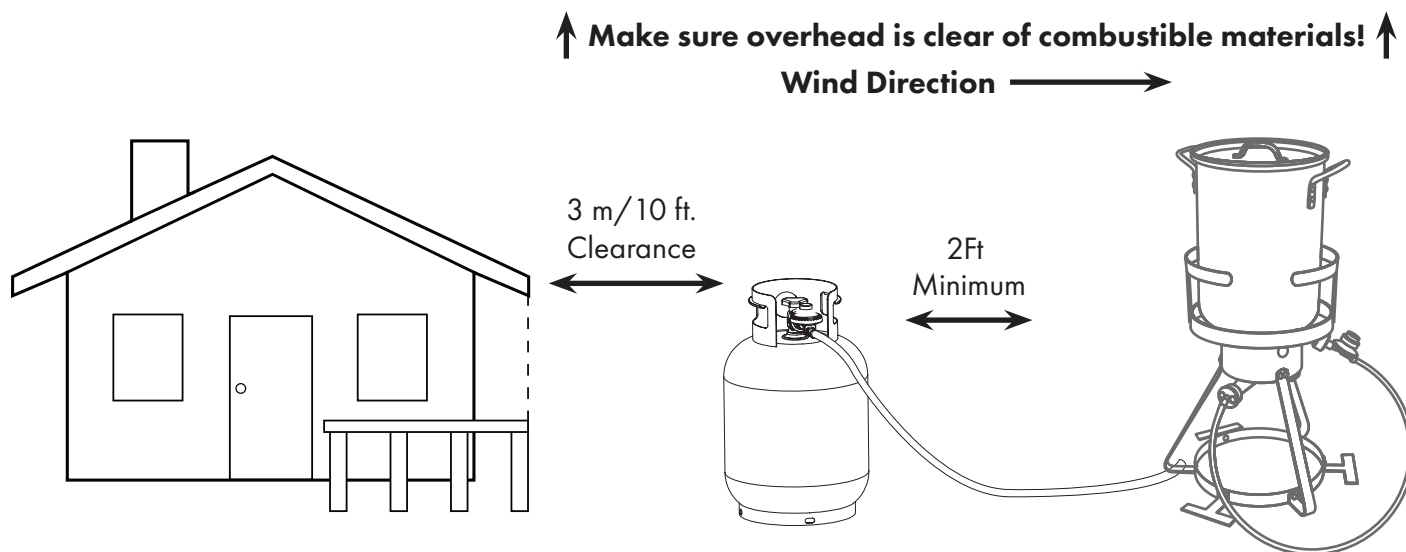 Make sure overhead is clear of combustible materials!
Wind Direction
3 m/10 ft.
Clearance
2Ft
Minimum